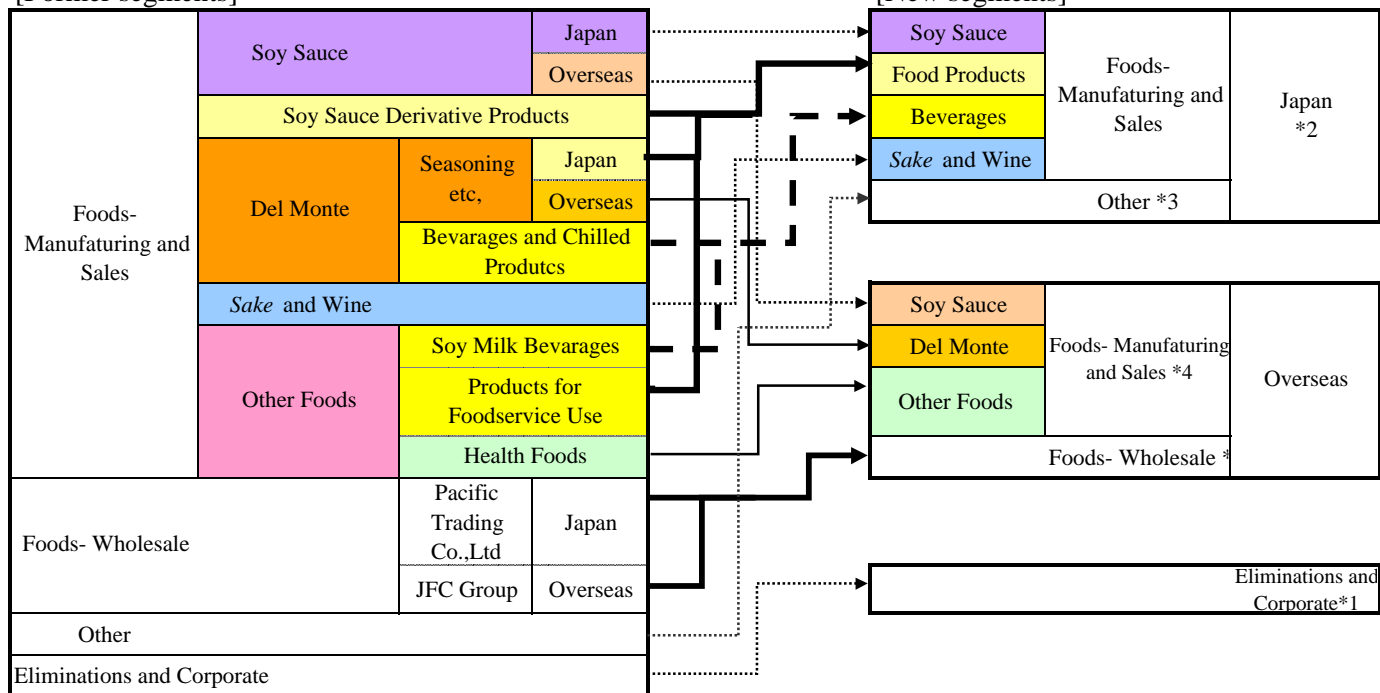 [Former segments]
[New segments]
Soy Sauce
Japan
Overseas
Soy Sauce Derivative Products
Foods-
Manufaturing and
Sales
Del Monte
Seasoning
etc,
Japan
Overseas
Bevarages and Chilled
Produtcs
Sake and Wine
Other Foods
Soy Milk Bevarages
Products for
Foodservice Use
Health Foods
Foods- Wholesale
Pacific
Trading
Co.,Ltd
Japan
JFC Group
Overseas
Other
Eliminations and Corporate
Soy Sauce
Food Products
Beverages
Sake and Wine
Foods-
Manufaturing and
Sales
Other *3
Japan
*2
Soy Sauce
Del Monte
Other Foods
Foods- Manufaturing
and Sales *4
Foods- Wholesale *
Overseas
Eliminations and
Corporate*1